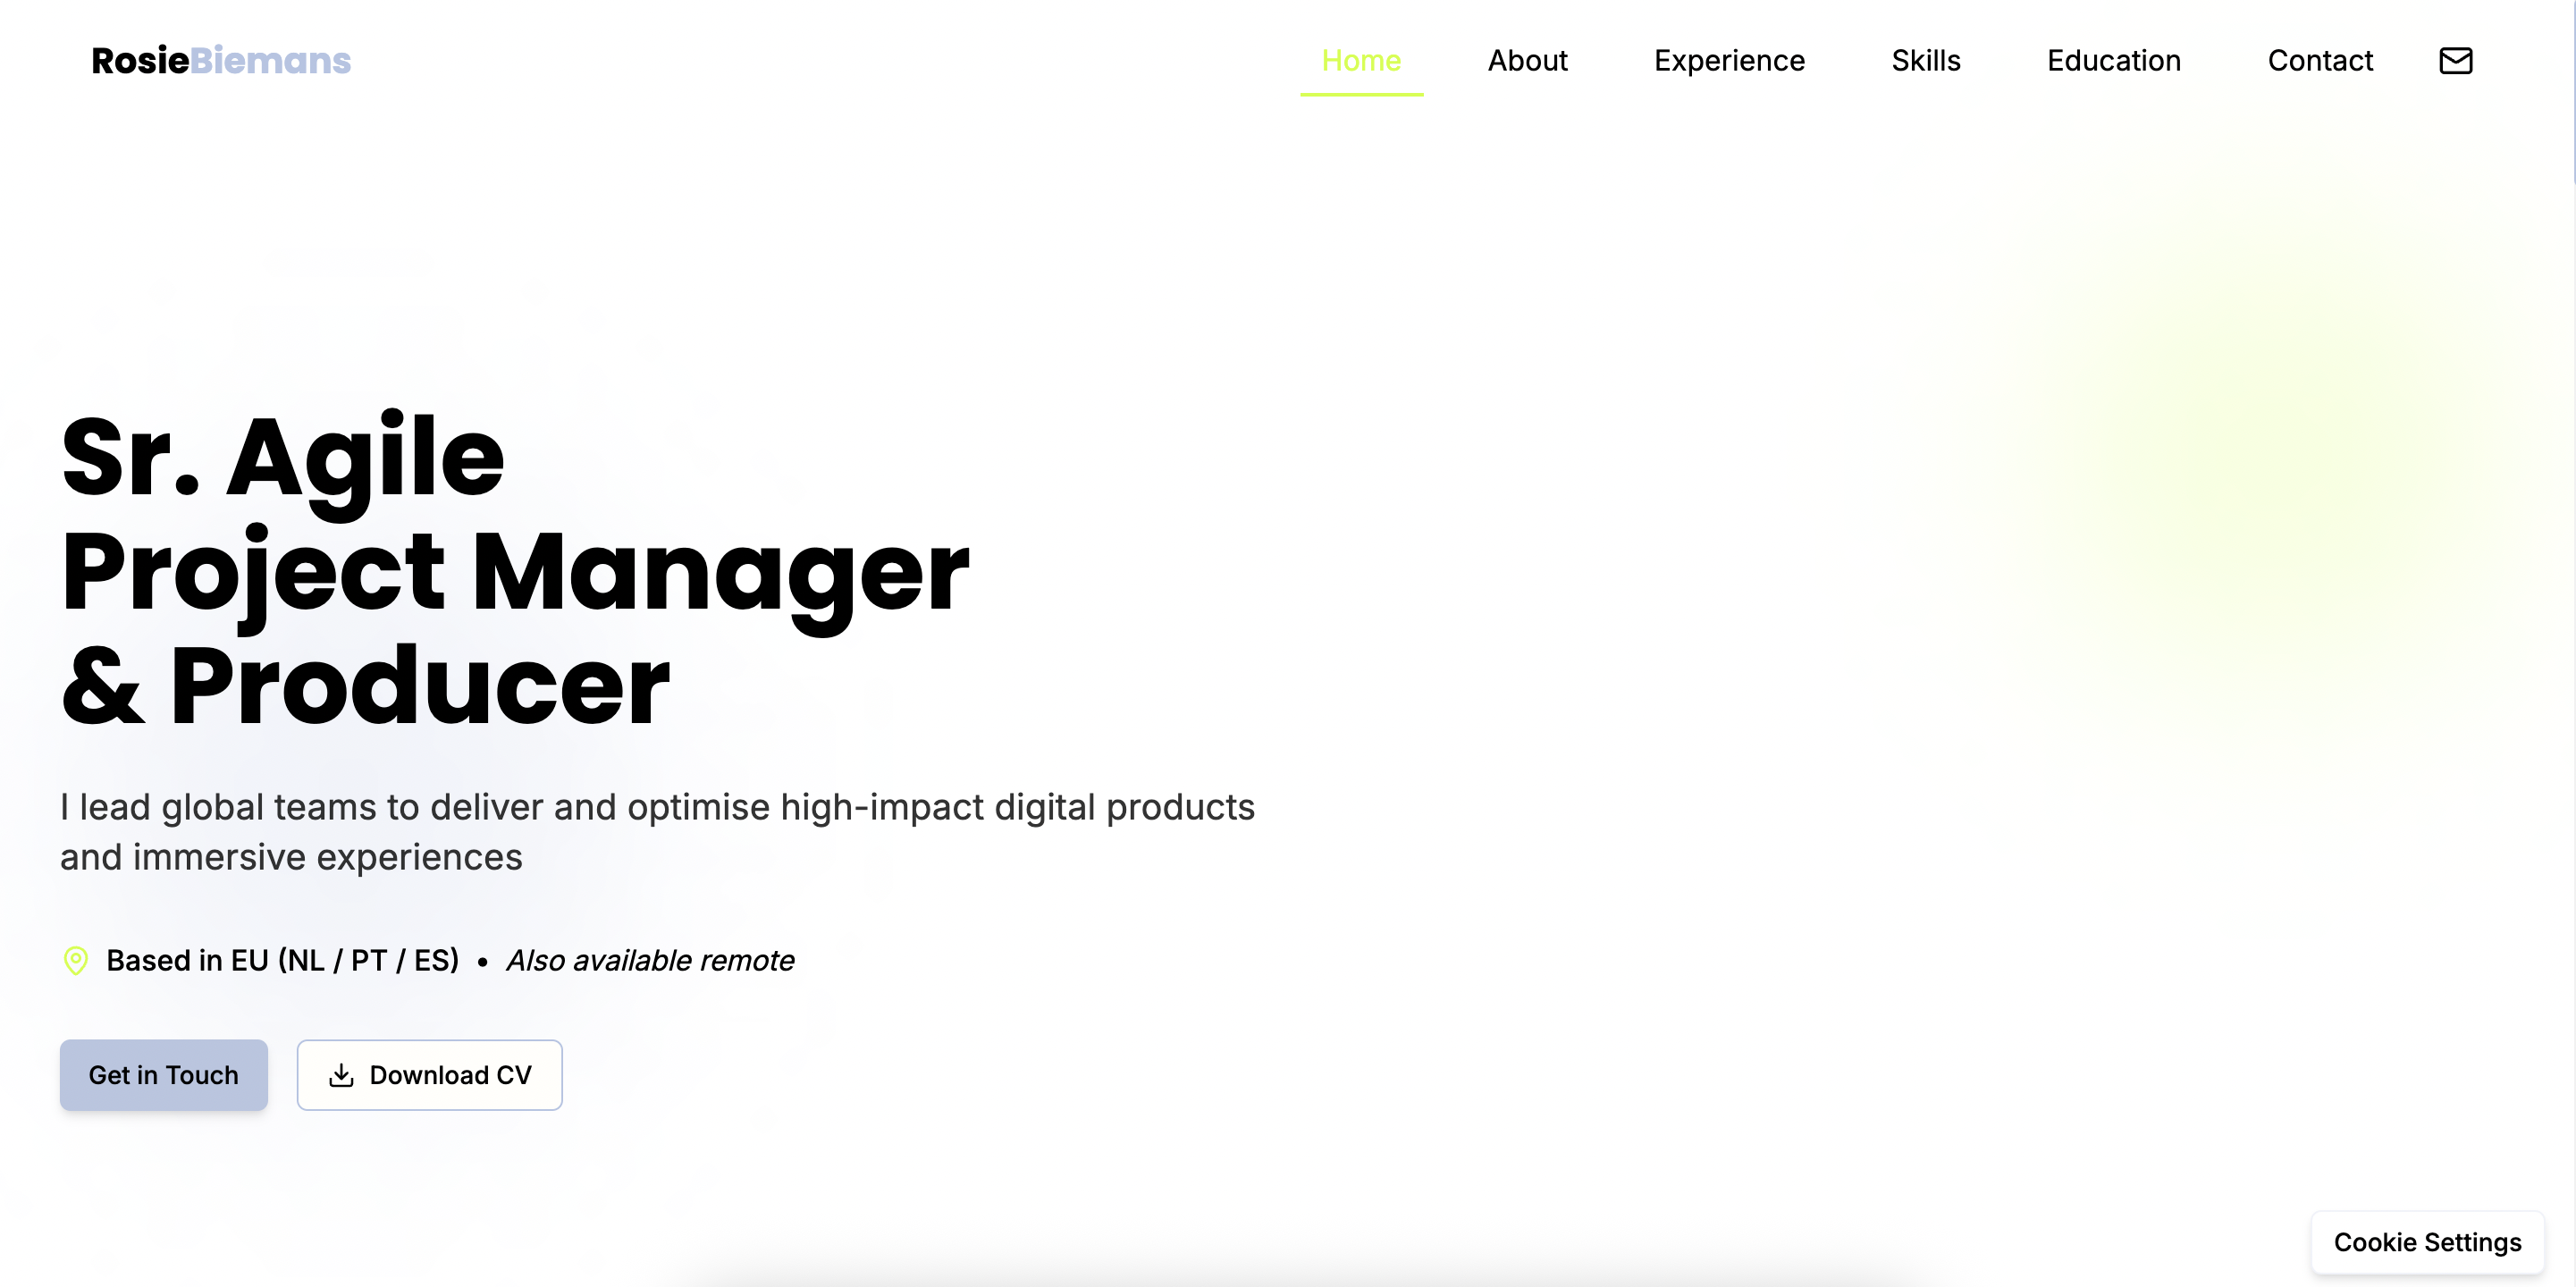 RosieBiemans
Home About Experience Skills Education Contact
Sr. Agile
Project Manager
& Producer
I lead global teams to deliver and optimise high-impact digital products
and immersive experiences
Based in EU (NL / PT / ES) • Also available remote
Get in Touch
Download CV
Cookie Settings